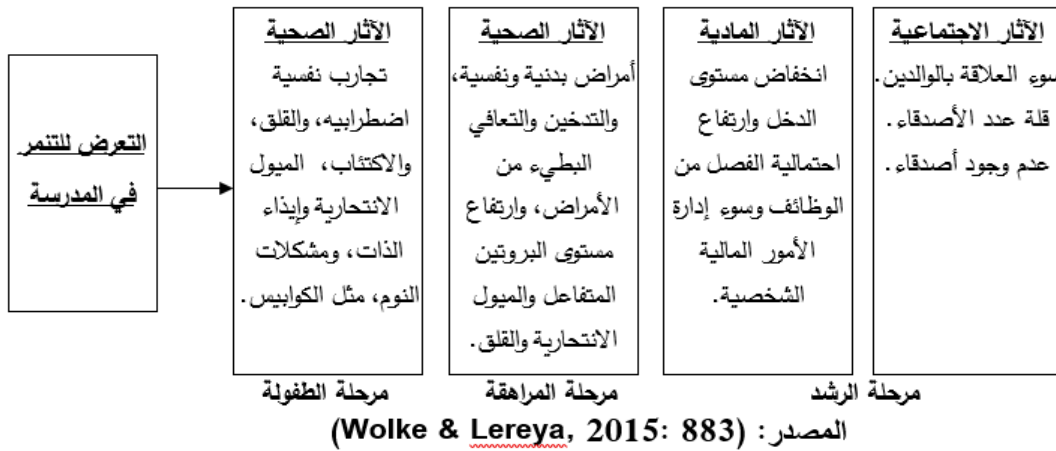 التعرض للتنمر
في المدرسة
الآثار الصحية
تجارب نفسية
اضطرابيه، والقلق،
والاكتئاب، الميول
الانتحارية وإيذاء
الذات، ومشكلات
النوم، مثل الكوابيس.
الآثار الصحية
أمراض بدنية ونفسية،
والتدخين والتعافي
البطيء من
الأمراض، وارتفاع
مستوى البروتين
المتفاعل والميول
الانتحارية والقلق.
الآثار المادية
انخفاض مستوى
الدخل وارتفاع
احتمالية الفصل من
الوظائف وسوء إدارة
الأمور المالية
الشخصية.
الآثار الاجتماعية
سوء العلاقة بالوالدين.
قلة عدد الأصدقاء.
عدم وجود أصدقاء.
مرحلة الطفولة
مرحلة المراهقة
مرحلة الرشد
المصدر: (Wolke & Lereya, 2015: 883)